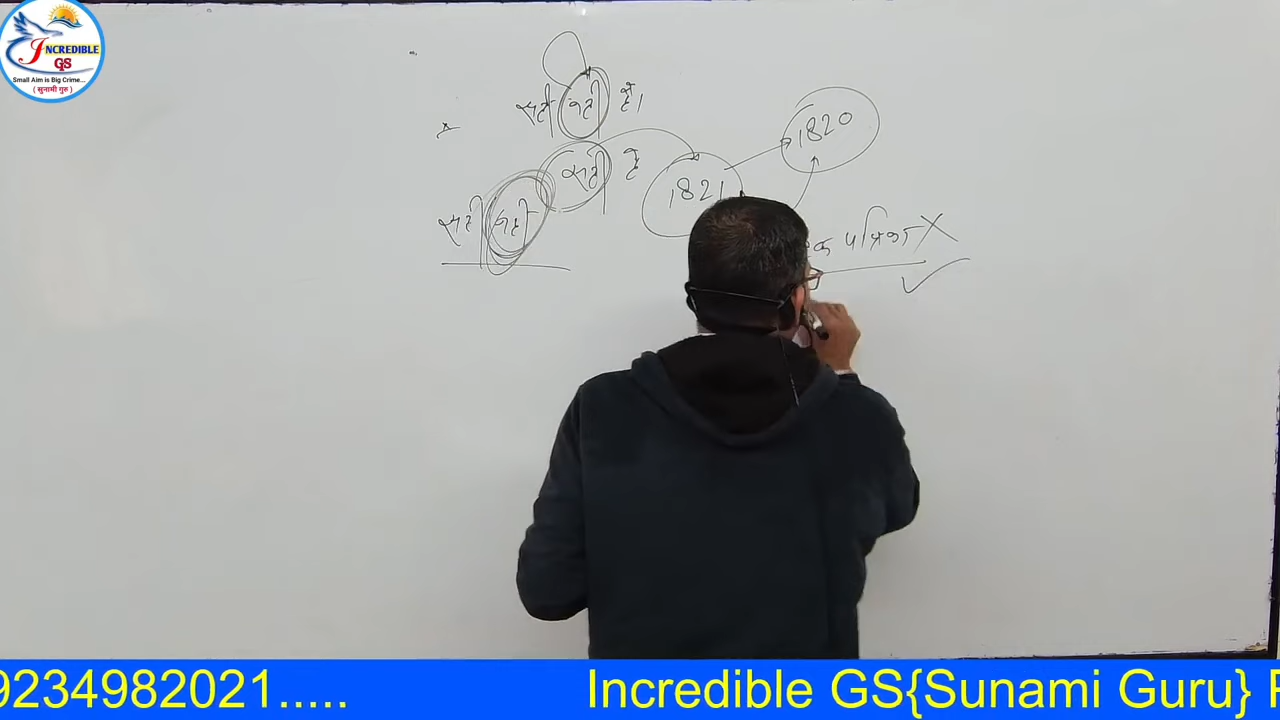 INCREDIBLE
GS
Small Aim is Big Crime...
( सुनामी गुरु )
सही नहीं है।
सही है
सही नहीं
1821
1820
क पत्रिका X
9234982021..... Incredible GS{Sunami Guru}